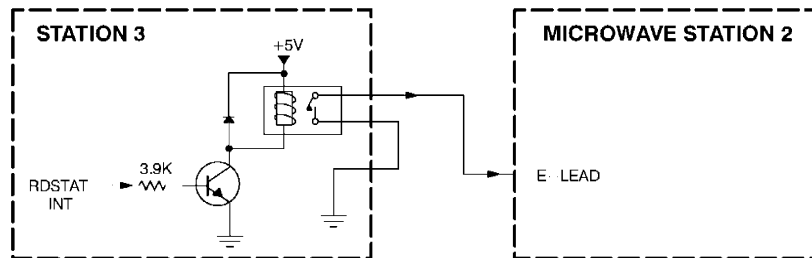 STATION 3
MICROWAVE STATION 2
+5V
3.9K
RDSTAT
INT
E LEAD